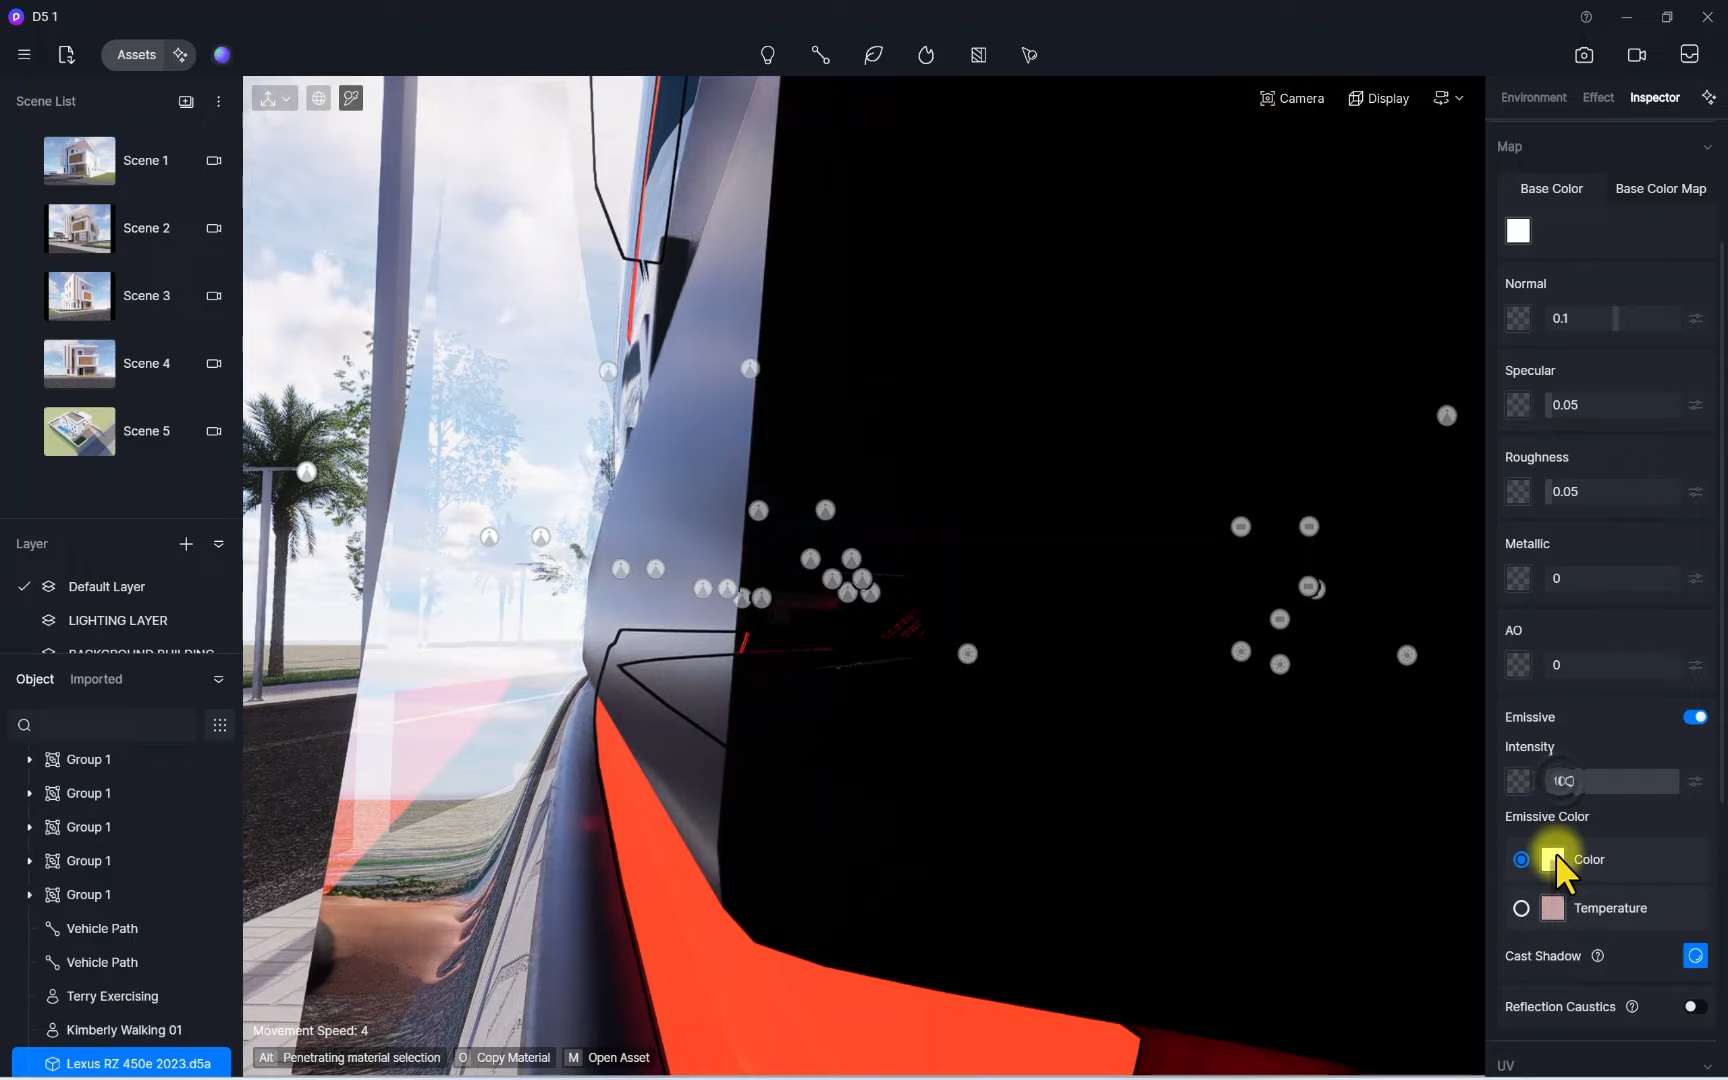 D5 1
Assets
Scene List
Scene 1
Scene 2
Scene 3
Scene 4
Scene 5
Layer
Default Layer
LIGHTING LAYER
BACKGROUND BUILDING
Object Imported
Group 1
Group 1
Group 1
Group 1
Group 1
Vehicle Path
Vehicle Path
Terry Exercising
Kimberly Walking 01
Lexus RZ 450e 2023.d5a
Camera Display
Movement Speed: 4
Alt Penetrating material selection O Copy Material M Open Asset
Environment Effect Inspector
Map
Base Color Base Color Map
Normal
0.1
Specular
0.05
Roughness
0.05
Metallic
0
AO
0
Emissive
Intensity
100
Emissive Color
Color
Temperature
Cast Shadow
Reflection Caustics
UV